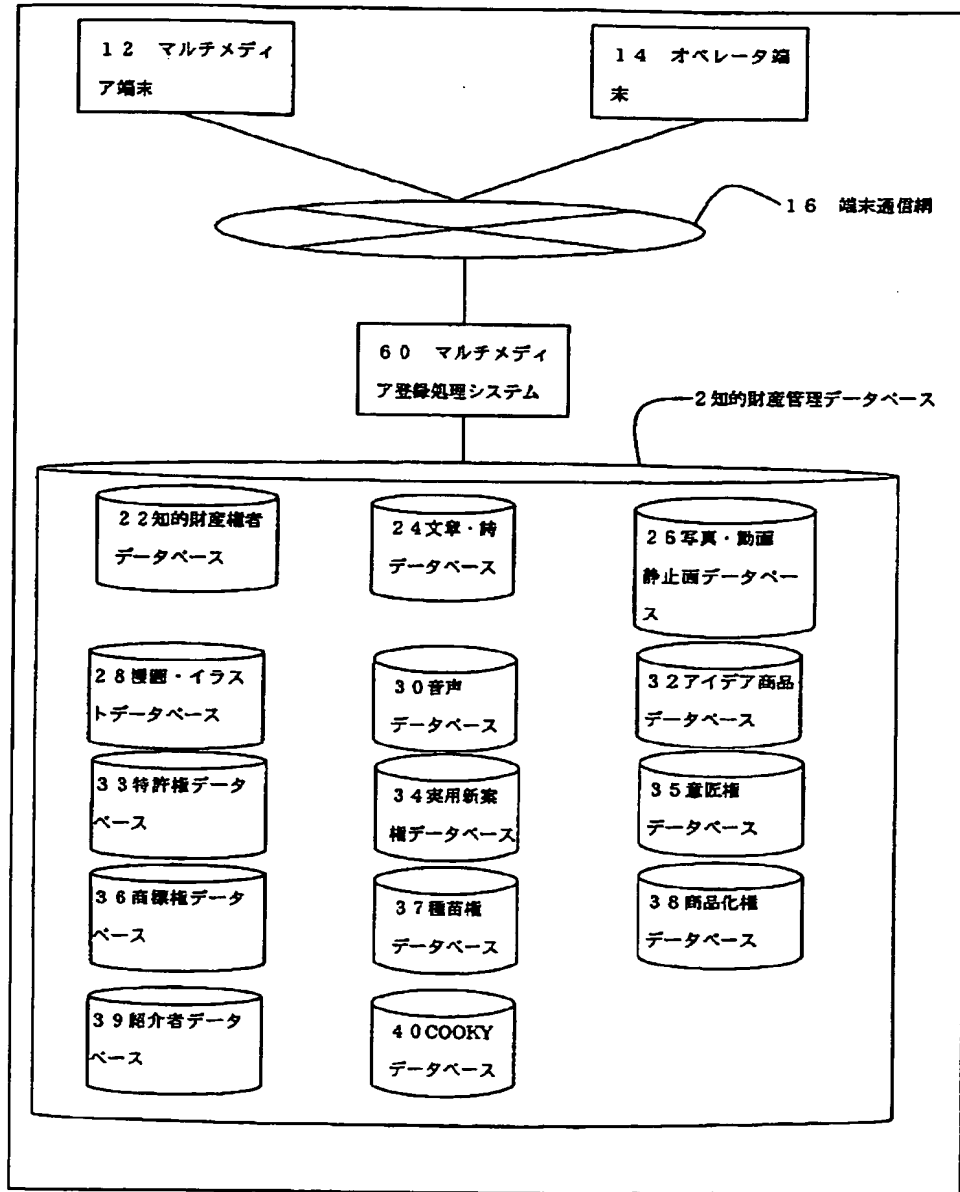 12 マルチメディ
ア端末
14 オペレータ端
末
16 端末通信網
60 マルチメディ
ア登録処理システム
2知的財産管理データベース
22知的財産権者
データベース
24文章・詩
データベース
26写真・動画
静止画データベー
ス
28漫画・イラス
トデータベース
30音声
データベース
32アイデア商品
データベース
33特許権データ
ベース
34実用新案
権データベース
35意匠権
データベース
36商標権データ
ベース
37種苗権
データベース
38商品化権
データベース
39紹介者データ
ベース
40COOKY
データベース